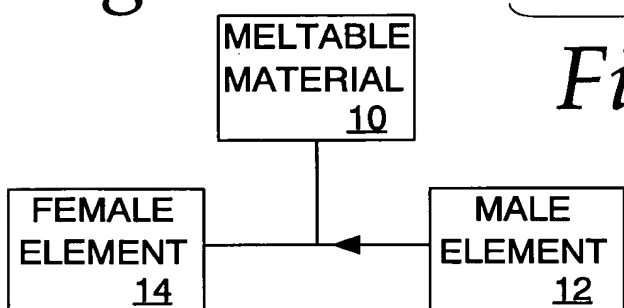 MELTABLE
MATERIAL
10
FEMALE
ELEMENT
14
MALE
ELEMENT
12